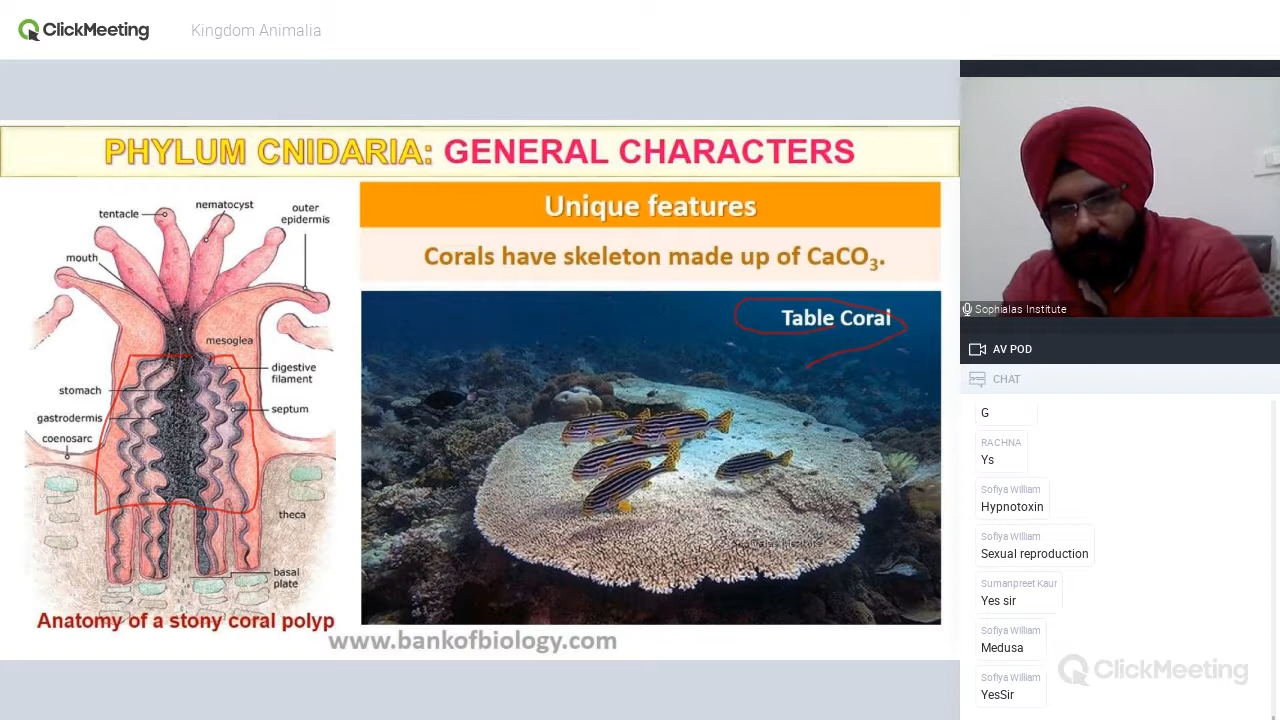 ClickMeeting
Kingdom Animalia
PHYLUM CNIDARIA: GENERAL CHARACTERS
tentacle
nematocyst
outer
epidermis
mouth
mesoglea
digestive
filament
stomach
septum
gastrodermis
coenosarc
theca
basal
plate
Anatomy of a stony coral polyp
Unique features
Corals have skeleton made up of CaCO₃.
Table Coral
www.bankofbiology.com
Sophialas Institute
AV POD
CHAT
G
RACHNA
Ys
Sofiya William
Hypnotoxin
Sofiya William
Sexual reproduction
Sumanpreet Kaur
Yes sir
Sofiya William
Medusa
Sofiya William
YesSir
ClickMeeting